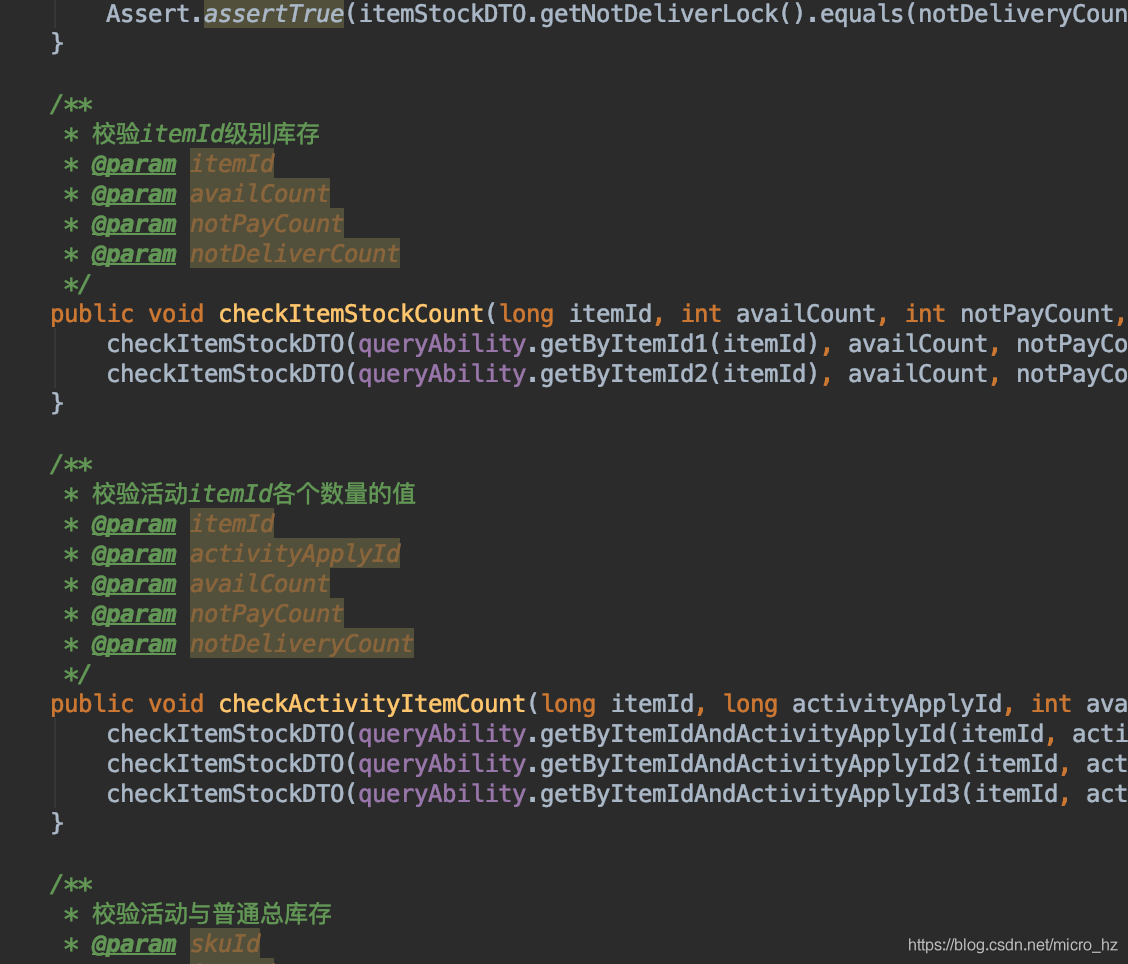 Assert.assertTrue(itemStockDTO.getNotDeliverLock().equals(notDeliveryCoun
}
/**
* 校验itemId级别库存
* @param itemId
* @param availCount
* @param notPayCount
* @param notDeliverCount
*/
public void checkItemStockCount(long itemId, int availCount, int notPayCount,
checkItemStockDTO(queryAbility.getByItemId1(itemId), availCount, notPayCo
checkItemStockDTO(queryAbility.getByItemId2(itemId), availCount, notPayCo
}
/**
* 校验活动itemId各个数量的值
* @param itemId
* @param activityApplyId
* @param availCount
* @param notPayCount
* @param notDeliveryCount
*/
public void checkActivityItemCount(long itemId, long activityApplyId, int ava
checkItemStockDTO(queryAbility.getByItemIdAndActivityApplyId(itemId, acti
checkItemStockDTO(queryAbility.getByItemIdAndActivityApplyId2(itemId, act
checkItemStockDTO(queryAbility.getByItemIdAndActivityApplyId3(itemId, act
}
/**
* 校验活动与普通总库存
* @param skuId
https://blog.csdn.net/micro_hz